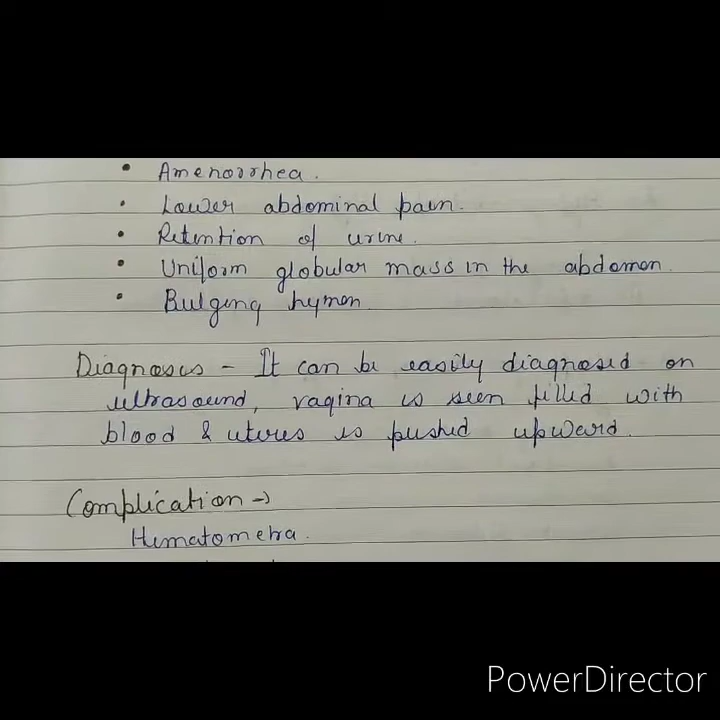 • Amenorrhea.
• Lower abdominal pain.
• Retention of urine.
• Uniform globular mass in the abdomen.
• Bulging hymen
Diagnosis - It can be easily diagnosed on
ultrasound, vagina is seen filled with
blood & uterus is pushed upward.
Complication →
Hematometra.
PowerDirector